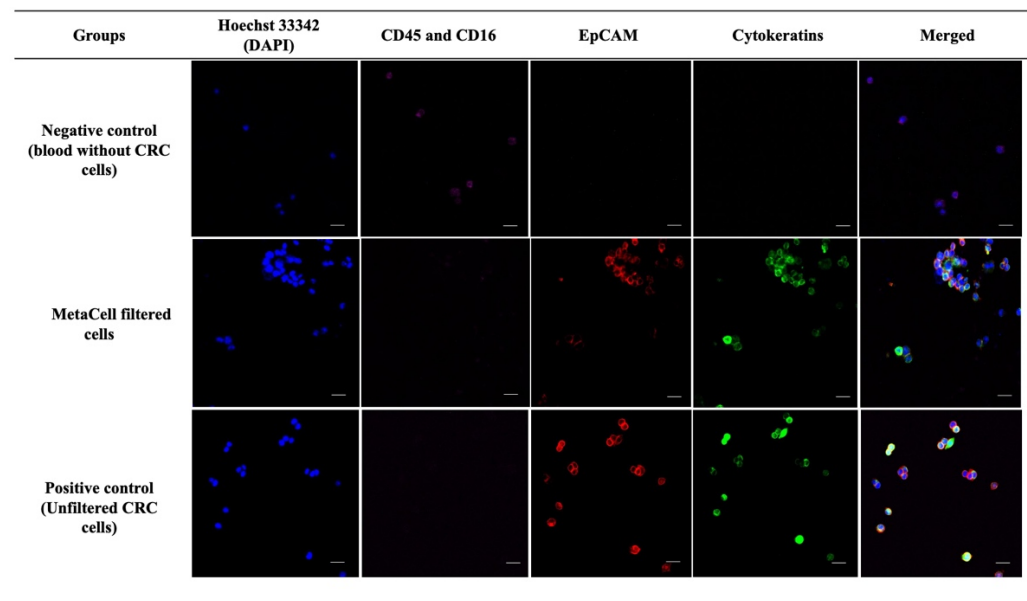 Groups
Hoechst 33342
(DAPI)
CD45 and CD16
EpCAM
Cytokeratins
Merged
Negative control
(blood without CRC
cells)
MetaCell filtered
cells
Positive control
(Unfiltered CRC
cells)